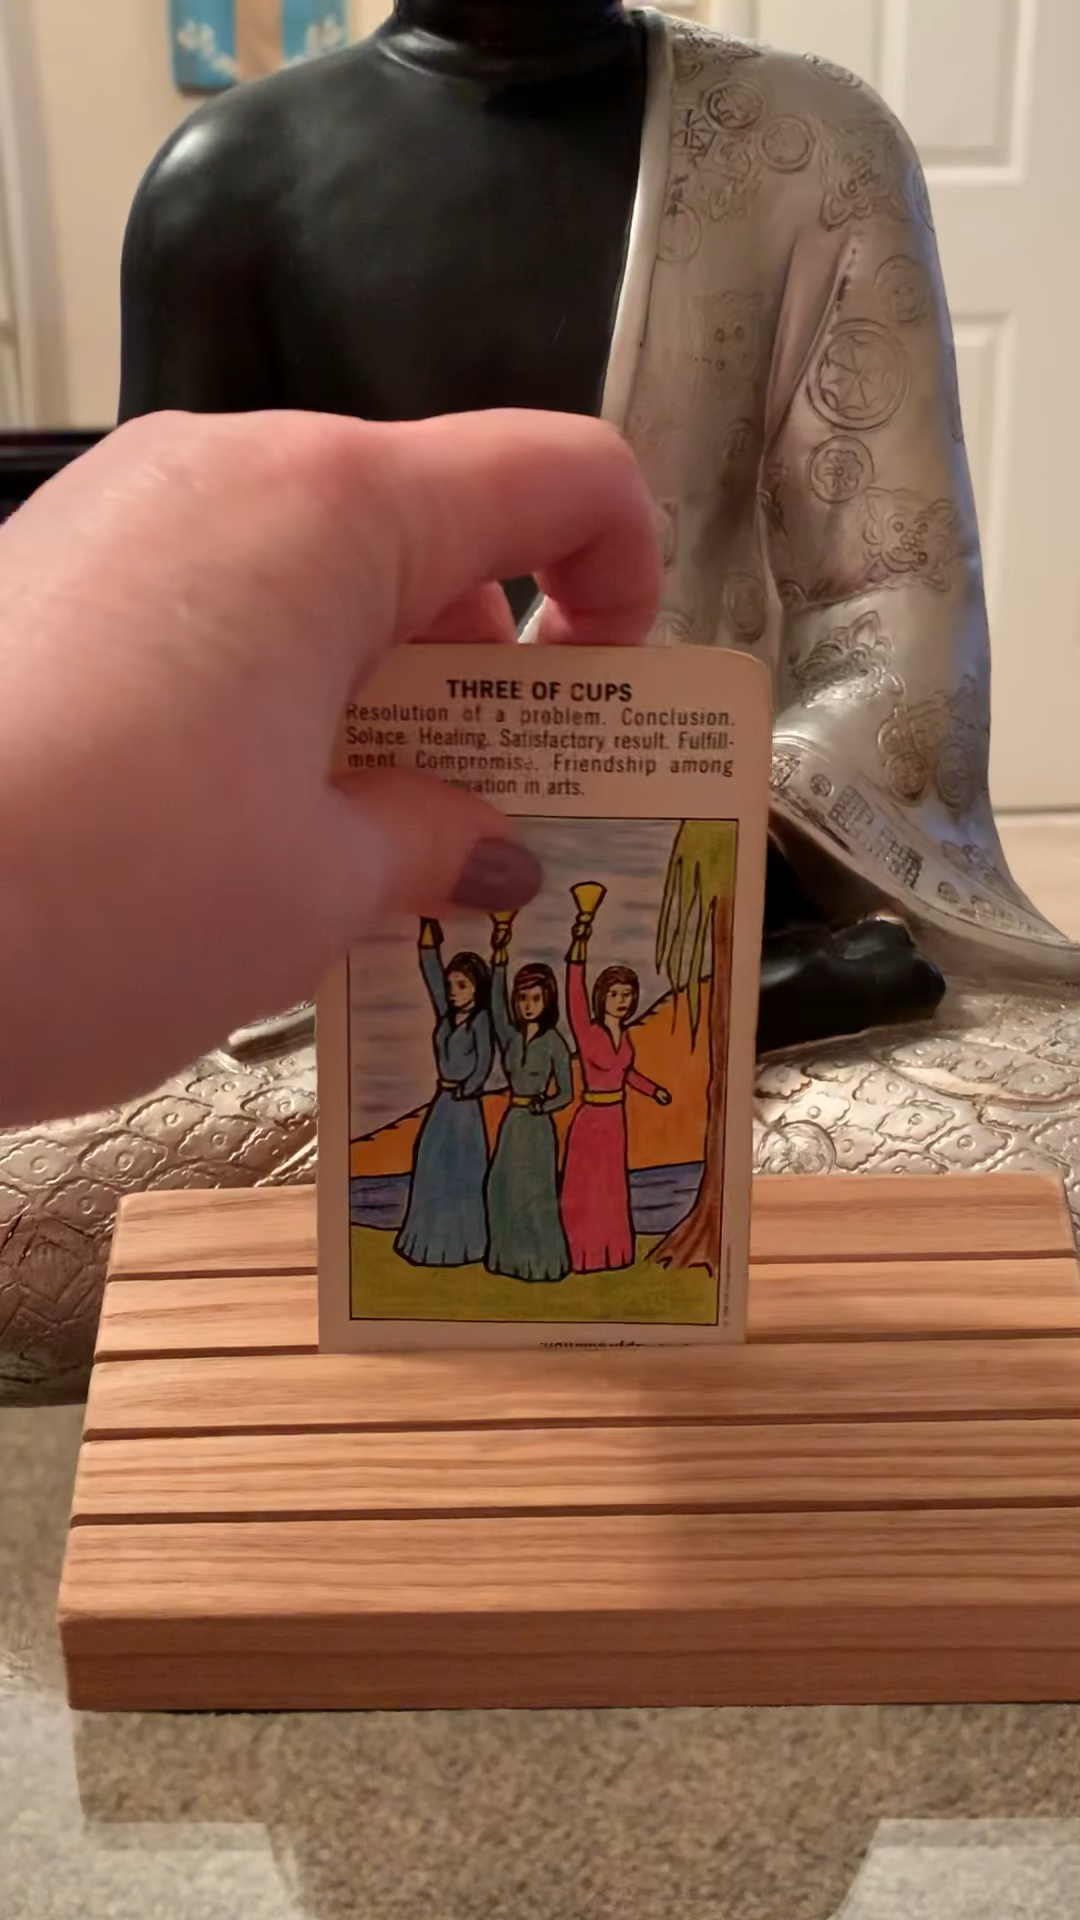 THREE OF CUPS
Resolution of a problem. Conclusion.
Solace. Healing. Satisfactory result. Fulfill-
ment. Compromise. Friendship among
in arts.